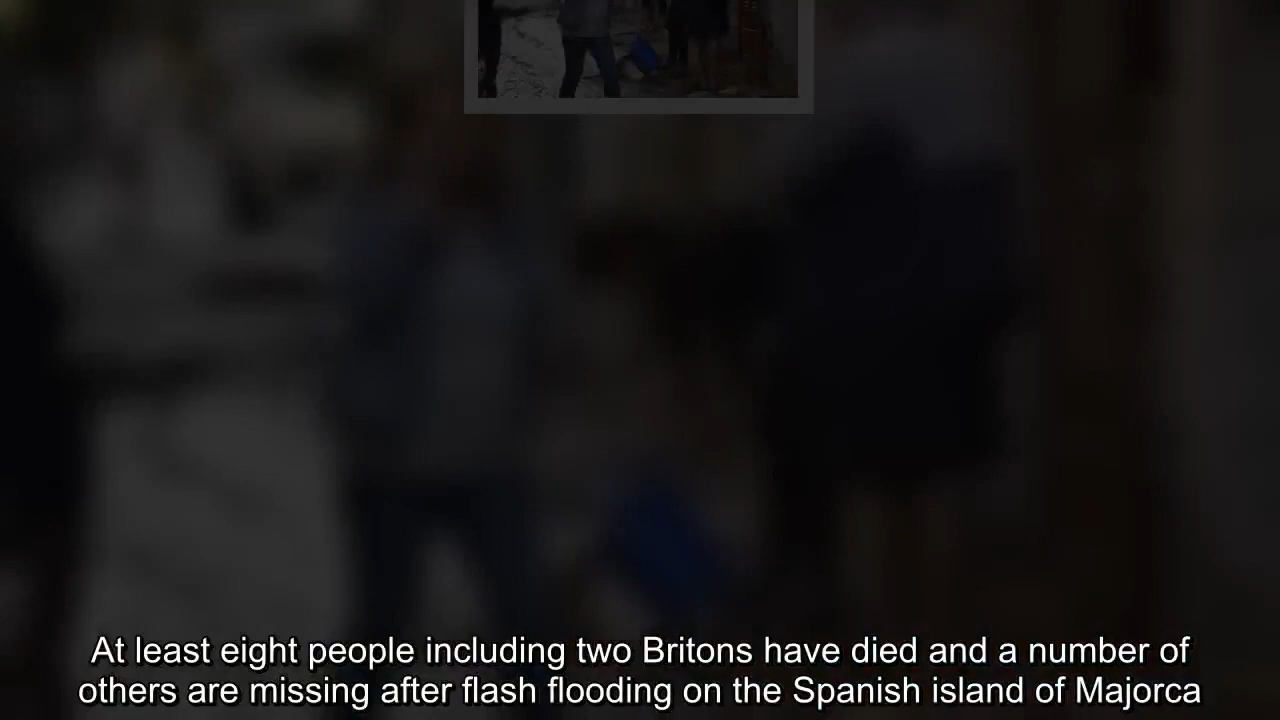 At least eight people including two Britons have died and a number of
others are missing after flash flooding on the Spanish island of Majorca